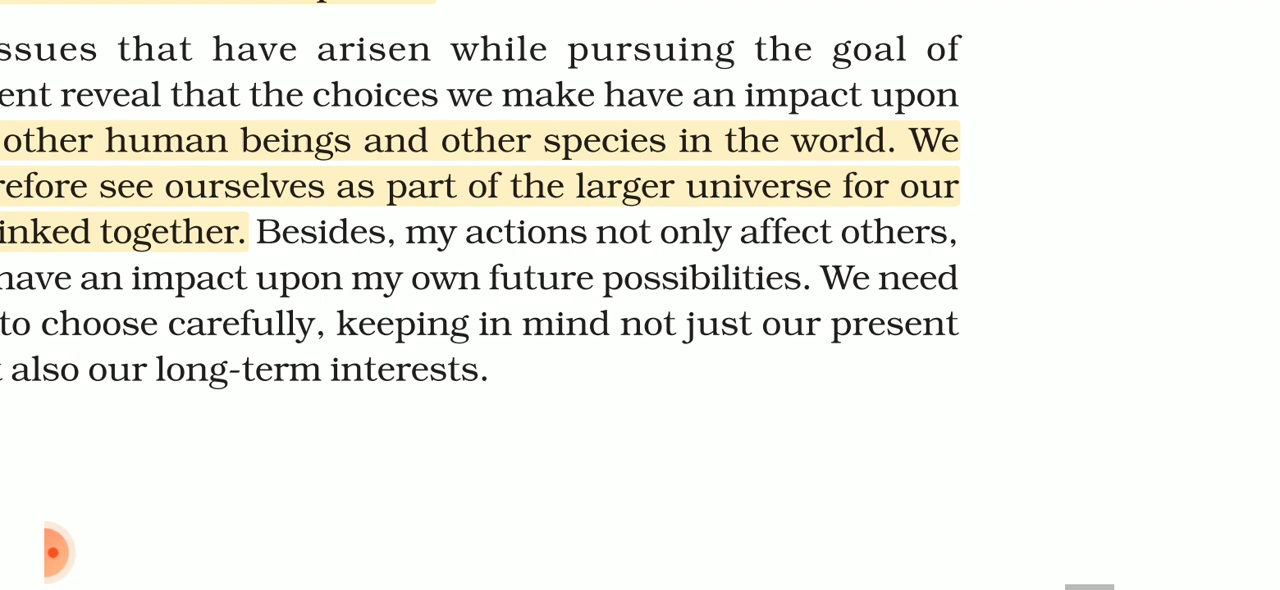 ssues that have arisen while pursuing the goal of
ent reveal that the choices we make have an impact upon
other human beings and other species in the world. We
refore see ourselves as part of the larger universe for our
inked together. Besides, my actions not only affect others,
have an impact upon my own future possibilities. We need
to choose carefully, keeping in mind not just our present
also our long-term interests.